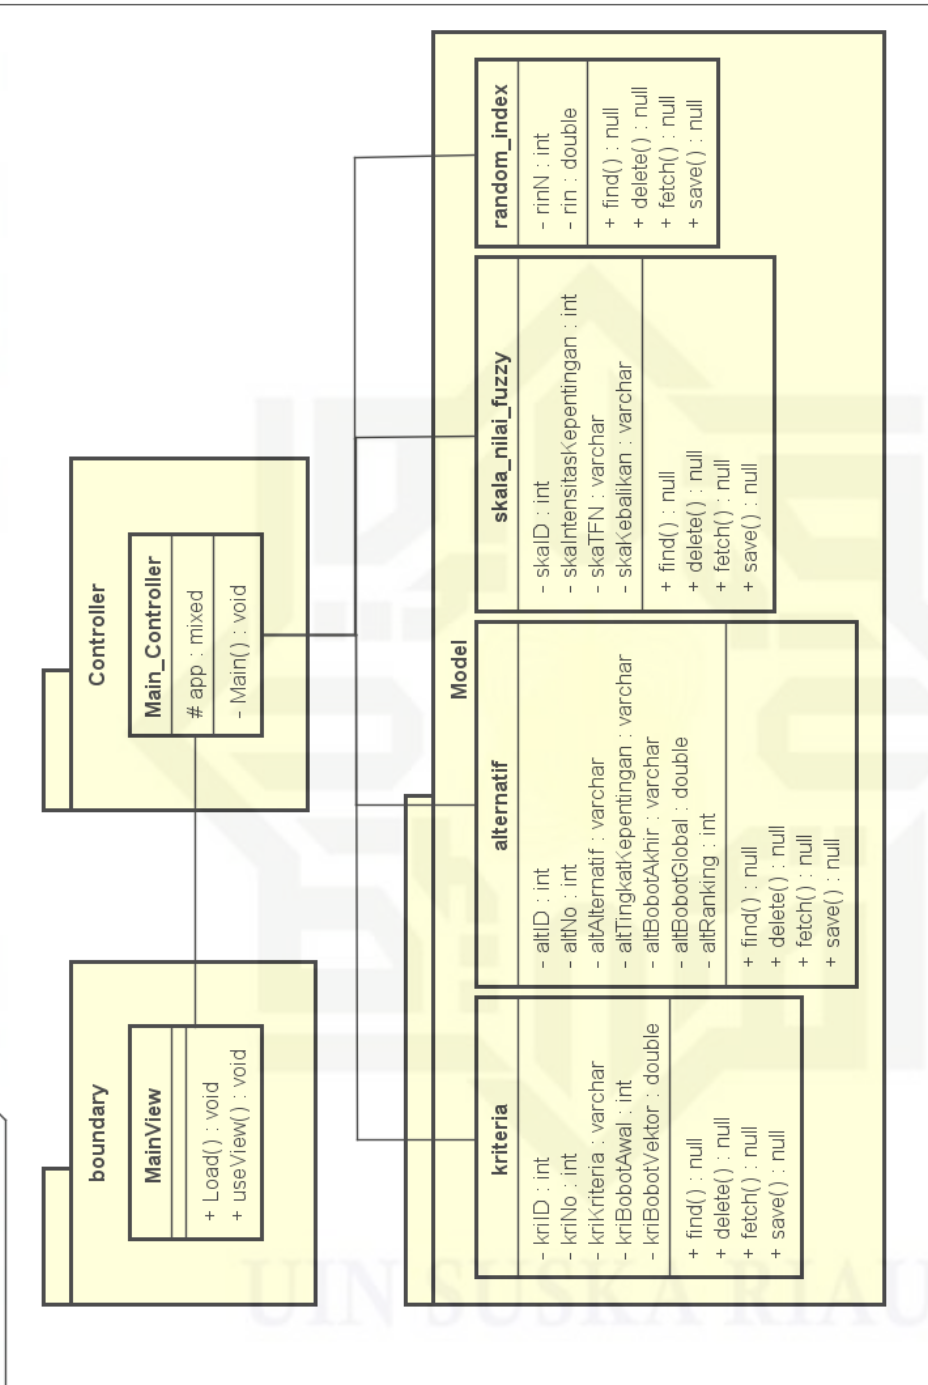 boundary
MainView
+ Load() : void
+ useView() : void
Controller
Main_Controller
# app : mixed
- Main() : void
Model
kriteria
- kriID : int
- kriNo : int
- kriKriteria : varchar
- kriBobotAwal : int
- kriBobotVektor : double
+ find() : null
+ delete() : null
+ fetch() : null
+ save() : null
alternatif
- altID : int
- altNo : int
- altAlternatif : varchar
- altTingkatKepentingan : varchar
- altBobotAkhir : varchar
- altBobotGlobal : double
- altRanking : int
+ find() : null
+ delete() : null
+ fetch() : null
+ save() : null
skala_nilai_fuzzy
- skaID : int
- skaIntensitasKepentingan : int
- skaTFN : varchar
- skaKebalikan : varchar
+ find() : null
+ delete() : null
+ fetch() : null
+ save() : null
random_index
- rinN : int
- rin : double
+ find() : null
+ delete() : null
+ fetch() : null
+ save() : null
UIN SUSKA RIAU